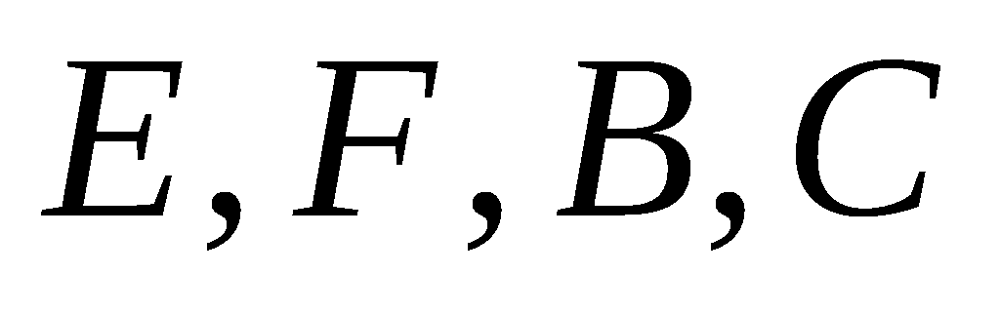 E, F, B, C